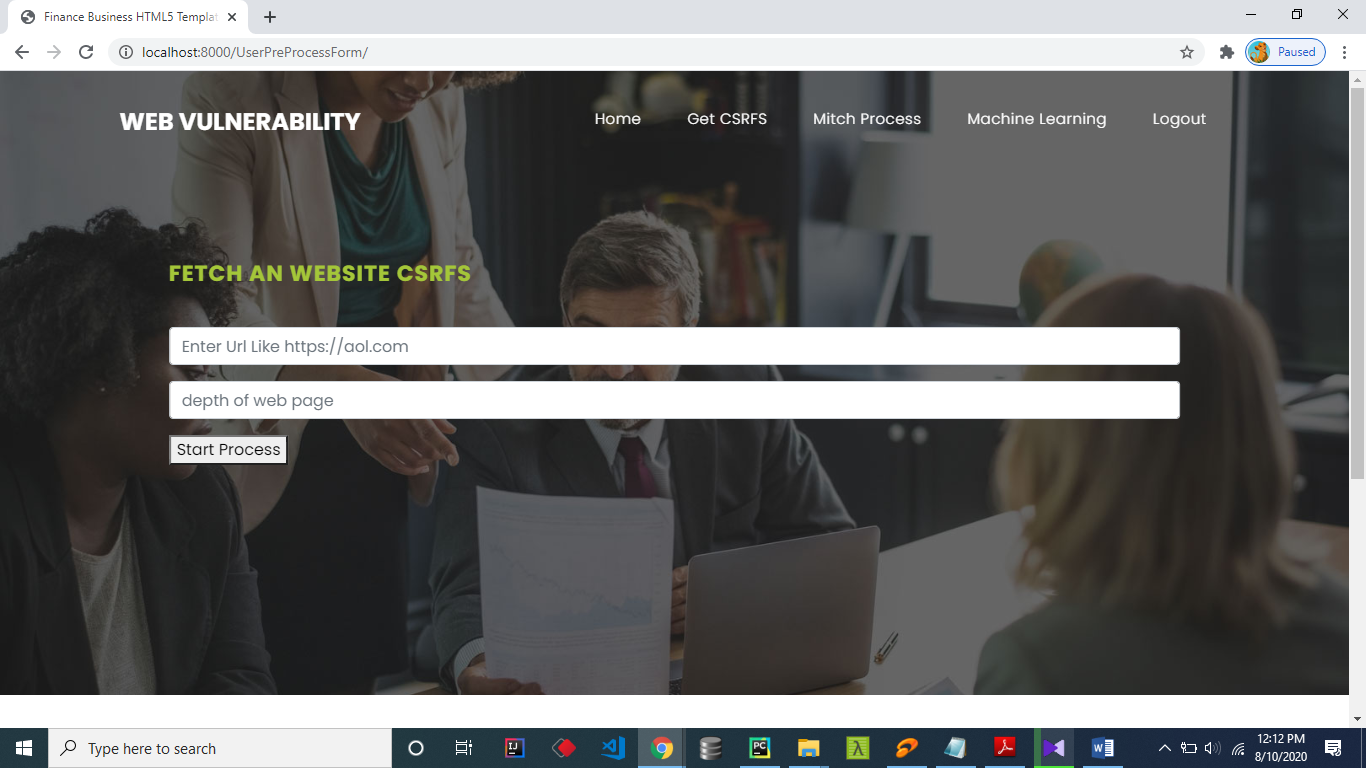 Finance Business HTML5 Templat
localhost:8000/UserPreProcessForm/
Paused
WEB VULNERABILITY
Home
Get CSRFS
Mitch Process
Machine Learning
Logout
FETCH AN WEBSITE CSRFS
Enter Url Like https://aol.com
depth of web page
Start Process
Type here to search
IJ
PC
λ
W
12:12 PM
8/10/2020